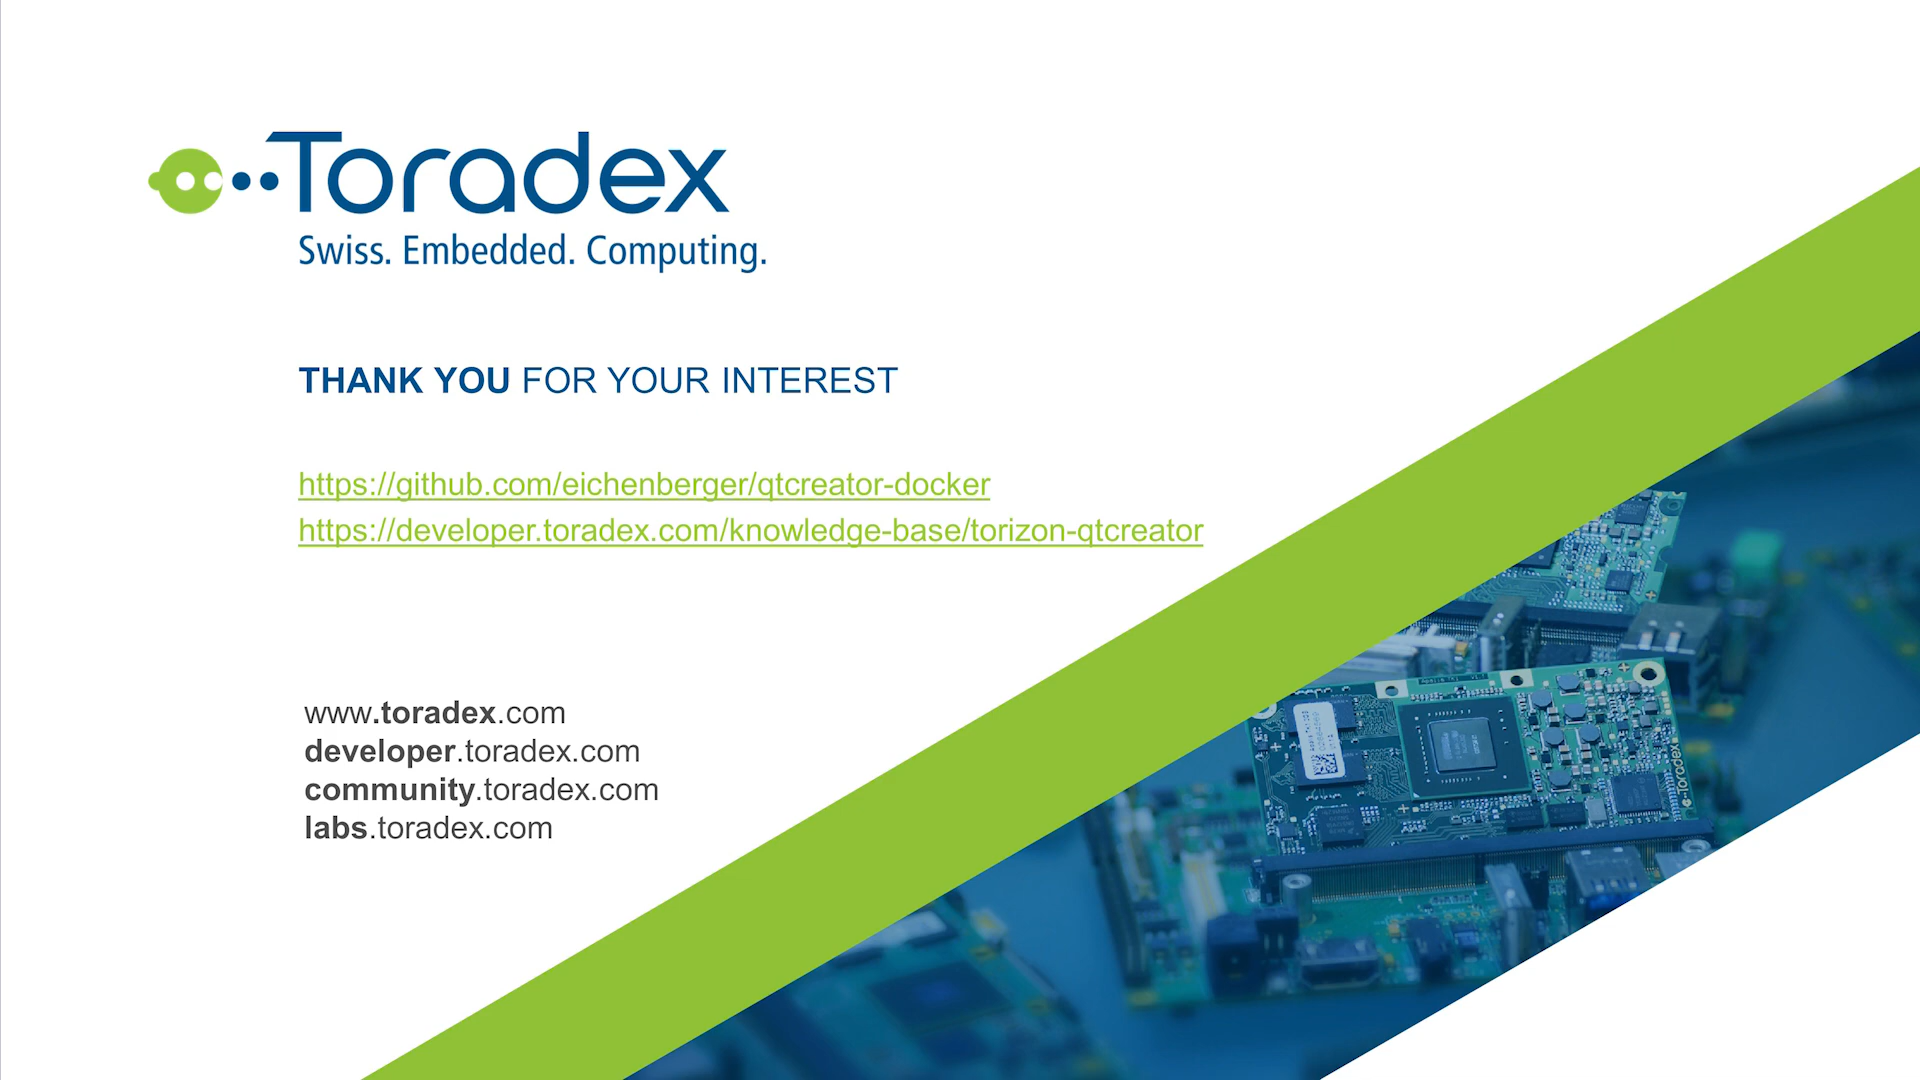 Toradex
Swiss. Embedded. Computing.
THANK YOU FOR YOUR INTEREST
https://github.com/eichenberger/qtcreator-docker
https://developer.toradex.com/knowledge-base/torizon-qtcreator
www.toradex.com
developer.toradex.com
community.toradex.com
labs.toradex.com
Toradex